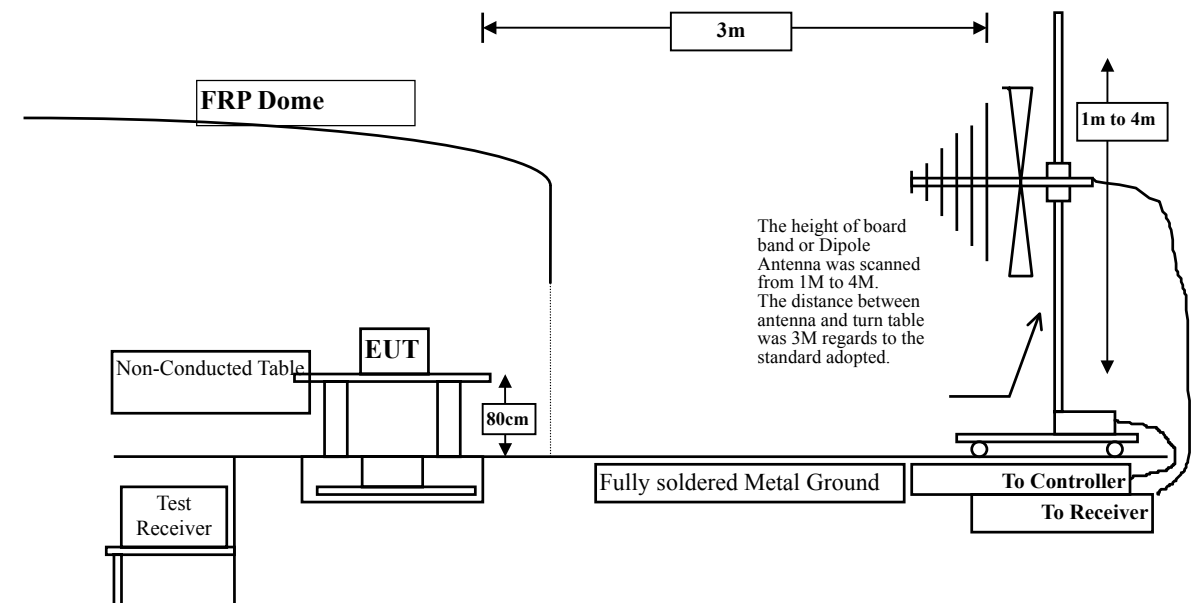 3m
FRP Dome
1m to 4m
The height of board
band or Dipole
Antenna was scanned
from 1M to 4M.
The distance between
antenna and turn table
was 3M regards to the
standard adopted.
EUT
Non-Conducted Table
80cm
Fully soldered Metal Ground
To Controller
Test
Receiver
To Receiver